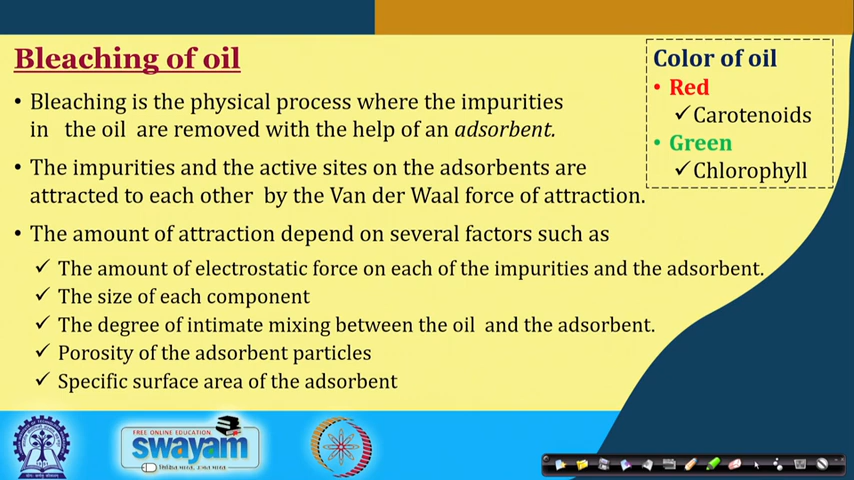 Bleaching of oil
• Bleaching is the physical process where the impurities
in the oil are removed with the help of an adsorbent.
• The impurities and the active sites on the adsorbents are
attracted to each other by the Van der Waal force of attraction.
• The amount of attraction depend on several factors such as
✓ The amount of electrostatic force on each of the impurities and the adsorbent.
✓ The size of each component
✓ The degree of intimate mixing between the oil and the adsorbent.
✓ Porosity of the adsorbent particles
✓ Specific surface area of the adsorbent
Color of oil
• Red
✓Carotenoids
• Green
✓Chlorophyll
FREE ONLINE EDUCATION
swayam